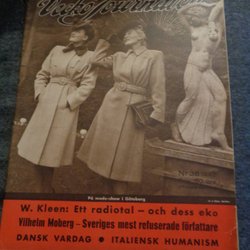 Vecko Journalen
På mode-show i Göteborg
W. Kleen: Ett radiotal – och dess eko
Vilhelm Moberg – Sveriges mest refuserade författare
DANSK VARDAG • ITALIENSK HUMANISM